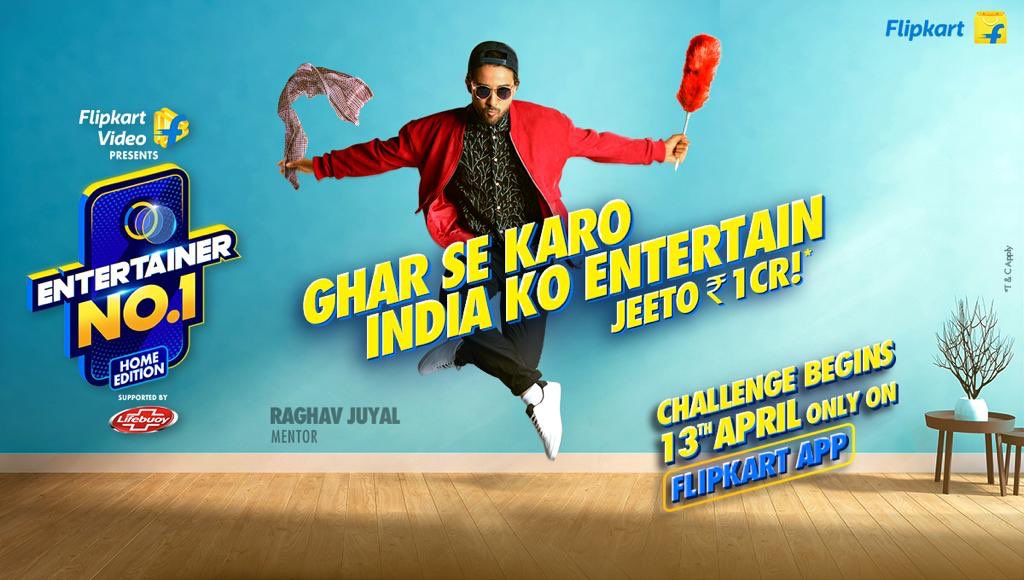 Flipkart
Flipkart
Video
PRESENTS
ENTERTAINER
NO.1
HOME
EDITION
SUPPORTED BY
Lifebuoy
GHAR SE KARO
INDIA KO ENTERTAIN
JEETO ₹ 1CR!*
*T & C Apply
RAGHAV JUYAL
MENTOR
CHALLENGE BEGINS
13TH APRIL ONLY ON
FLIPKART APP